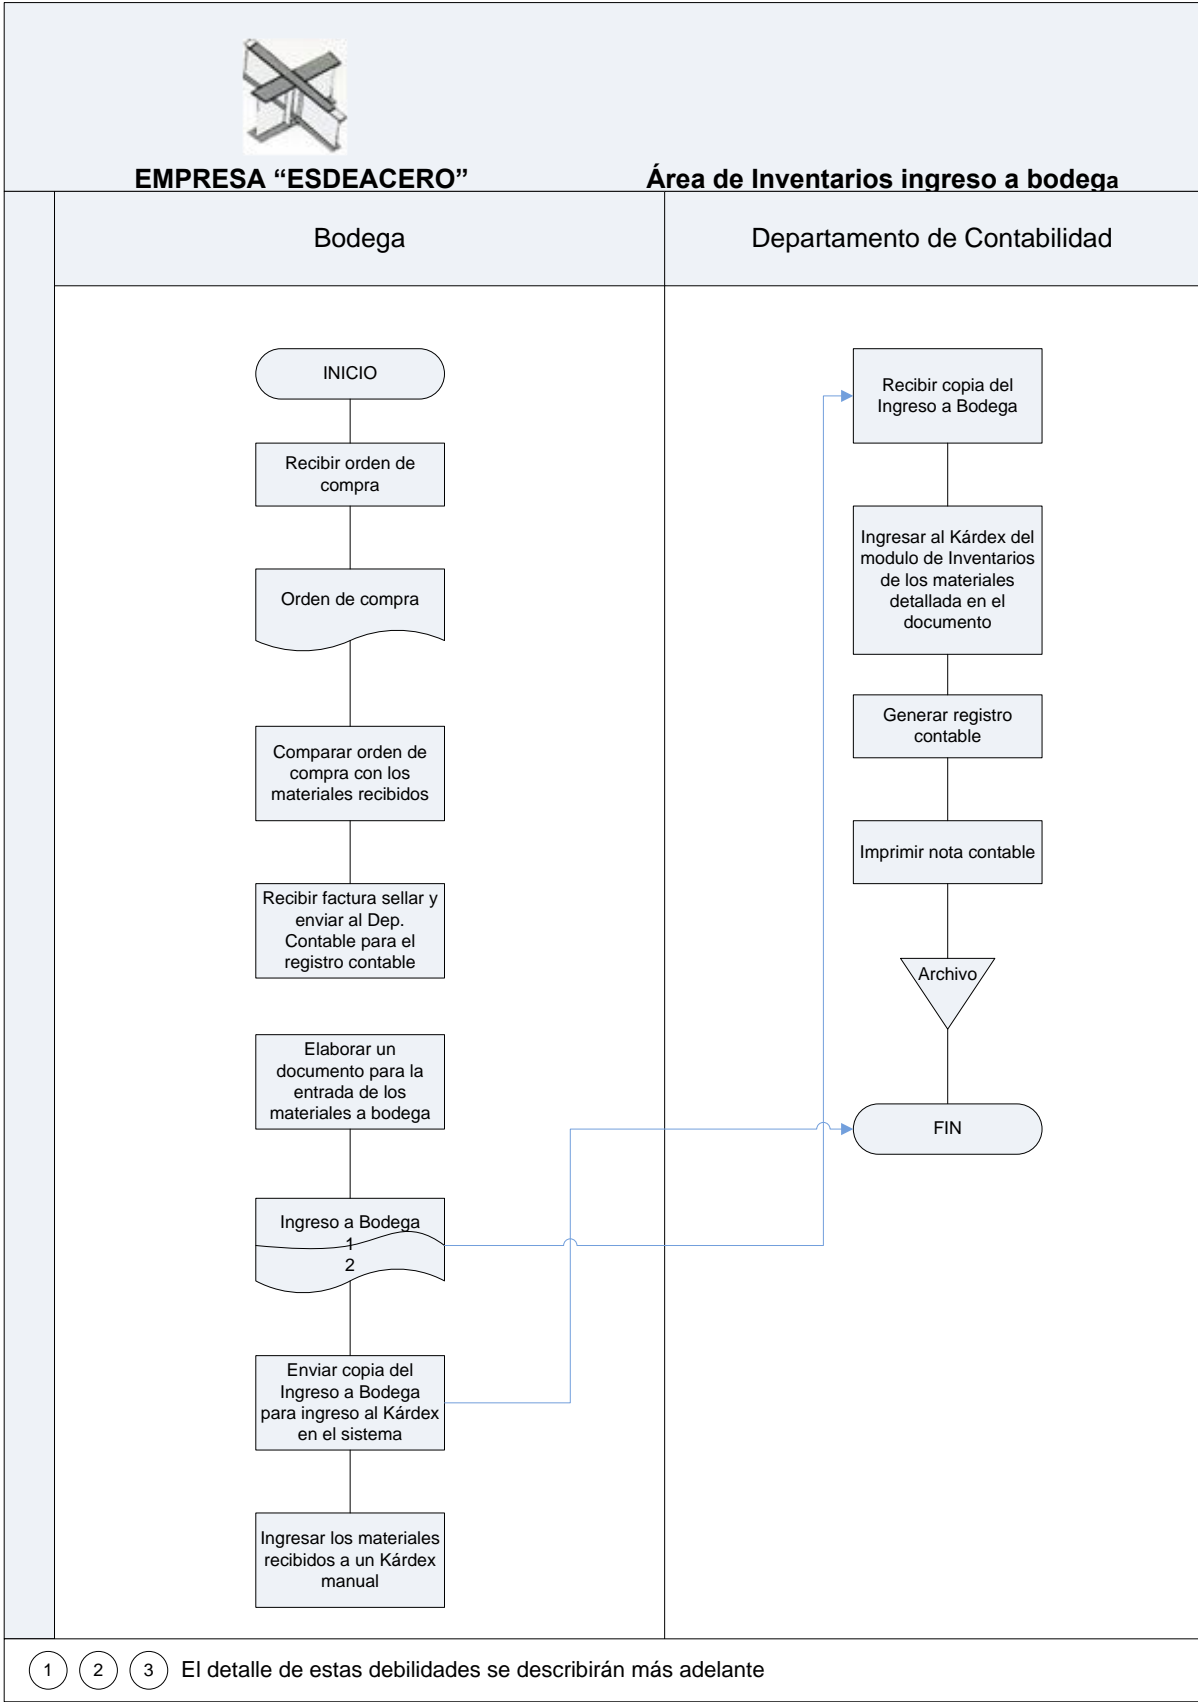 EMPRESA “ESDEACERO”
Área de Inventarios ingreso a bodega
Bodega
Departamento de Contabilidad
INICIO
Recibir orden de
compra
Orden de compra
Comparar orden de
compra con los
materiales recibidos
Recibir factura sellar y
enviar al Dep.
Contable para el
registro contable
Elaborar un
documento para la
entrada de los
materiales a bodega
Ingreso a Bodega
1
2
Enviar copia del
Ingreso a Bodega
para ingreso al Kárdex
en el sistema
Ingresar los materiales
recibidos a un Kárdex
manual
Recibir copia del
Ingreso a Bodega
Ingresar al Kárdex del
modulo de Inventarios
de los materiales
detallada en el
documento
Generar registro
contable
Imprimir nota contable
Archivo
FIN
1 2 3 El detalle de estas debilidades se describirán más adelante